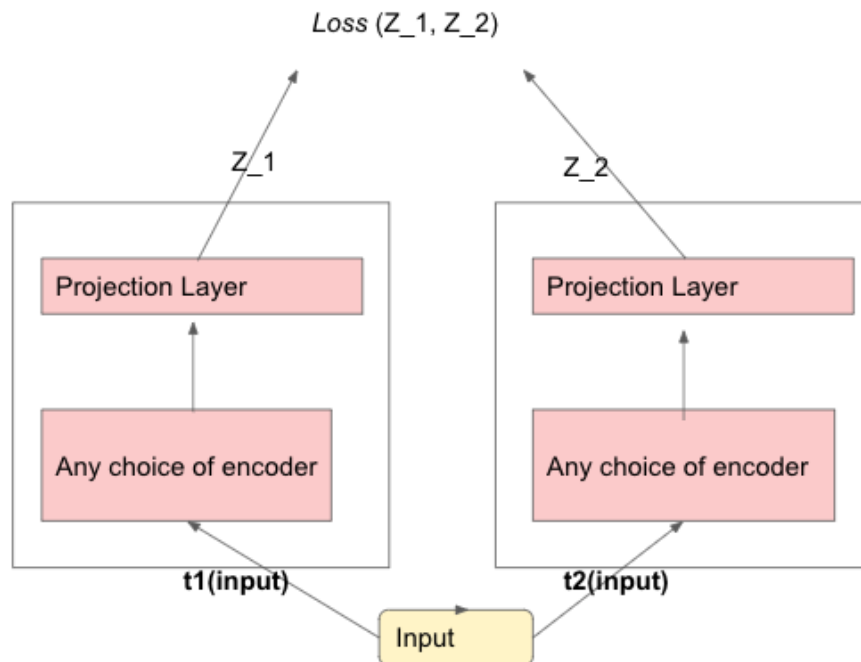 Loss (Z_1, Z_2)
Z_1
Z_2
Projection Layer
Projection Layer
Any choice of encoder
Any choice of encoder
t1(input)
t2(input)
Input